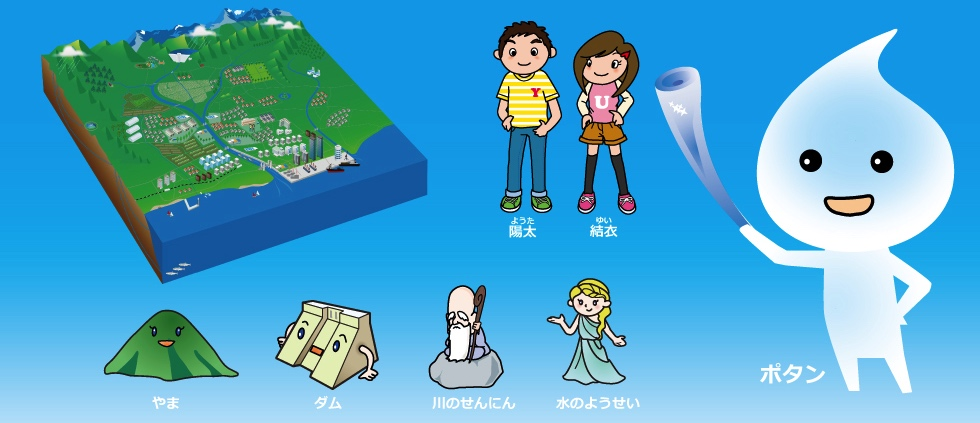 Y
U
ようた
陽太
ゆい
結衣
ポタン
やま
ダム
川のせんにん
水のようせい